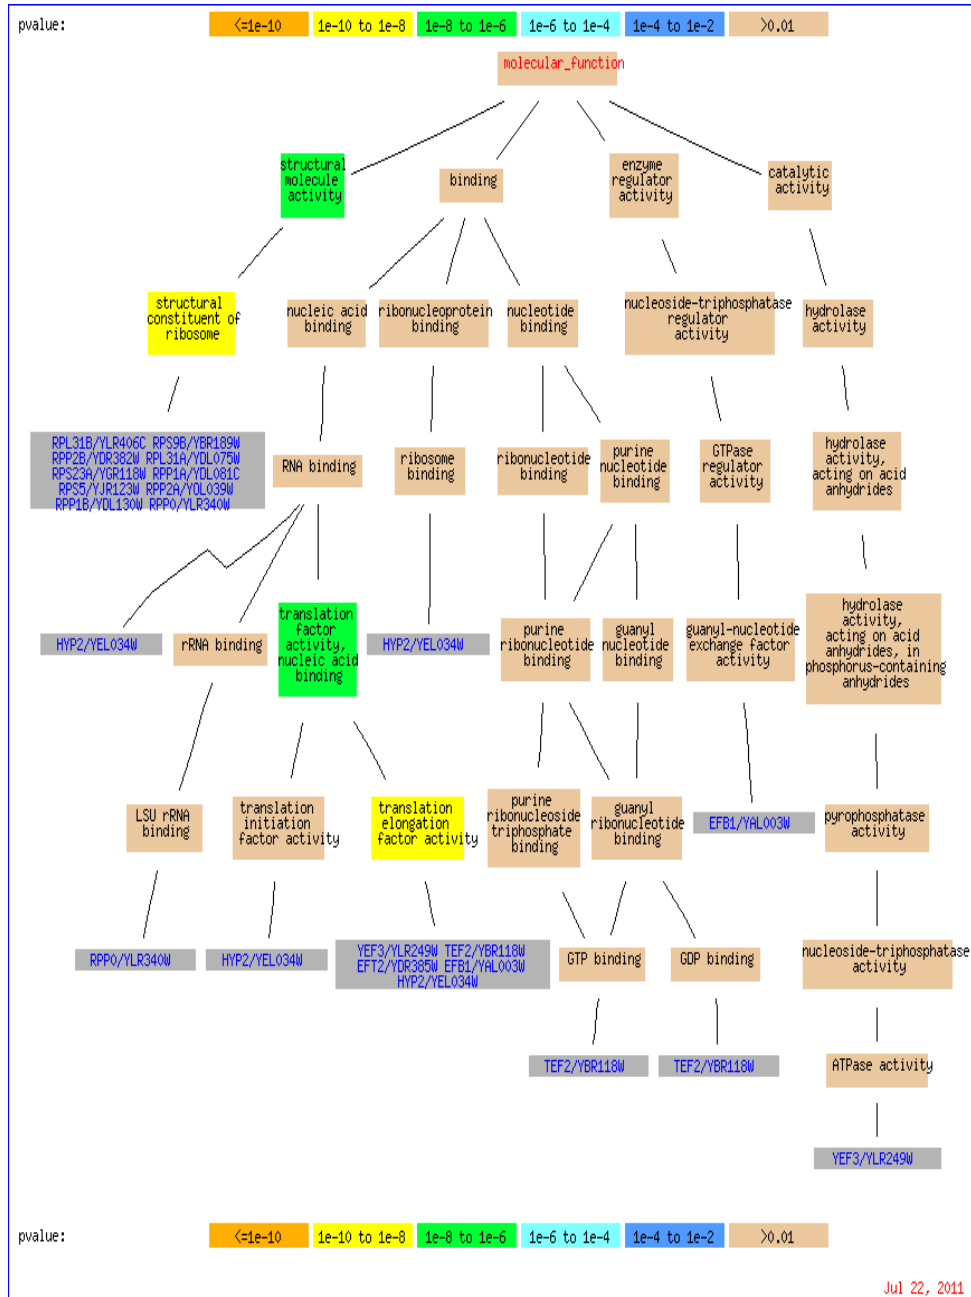 pvalue: <=1e-10 1e-10 to 1e-8 1e-8 to 1e-6 1e-6 to 1e-4 1e-4 to 1e-2 >0.01
molecular_function
structural
molecule
activity
binding
enzyme
regulator
activity
catalytic
activity
structural
constituent of
ribosome
nucleic acid
binding
ribonucleoprotein
binding
nucleotide
binding
nucleoside-triphosphatase
regulator
activity
hydrolase
activity
RPL31B/YLR406C RPS9B/YBR189W
RPP2B/YDR382W RPL31A/YDL075W
RPS23A/YGR118W RPP1A/YDL081C
RPS5/YJR123W RPP2A/YOL039W
RPP1B/YDL130W RPP0/YLR340W
RNA binding
ribosome
binding
ribonucleotide
binding
purine
nucleotide
binding
GTPase
regulator
activity
hydrolase
activity,
acting on acid
anhydrides
HYP2/YEL034W
rRNA binding
translation
factor
activity,
nucleic acid
binding
HYP2/YEL034W
purine
ribonucleotide
binding
guanyl
nucleotide
binding
guanyl-nucleotide
exchange factor
activity
hydrolase
activity,
acting on acid
anhydrides, in
phosphorus-containing
anhydrides
LSU rRNA
binding
translation
initiation
factor activity
translation
elongation
factor activity
purine
ribonucleoside
triphosphate
binding
guanyl
ribonucleotide
binding
EFB1/YAL003W
pyrophosphatase
activity
RPP0/YLR340W
HYP2/YEL034W
YEF3/YLR249W TEF2/YBR118W
EFT2/YDR385W EFB1/YAL003W
HYP2/YEL034W
GTP binding
GDP binding
nucleoside-triphosphatase
activity
TEF2/YBR118W
TEF2/YBR118W
ATPase activity
YEF3/YLR249W
pvalue: <=1e-10 1e-10 to 1e-8 1e-8 to 1e-6 1e-6 to 1e-4 1e-4 to 1e-2 >0.01
Jul 22, 2011